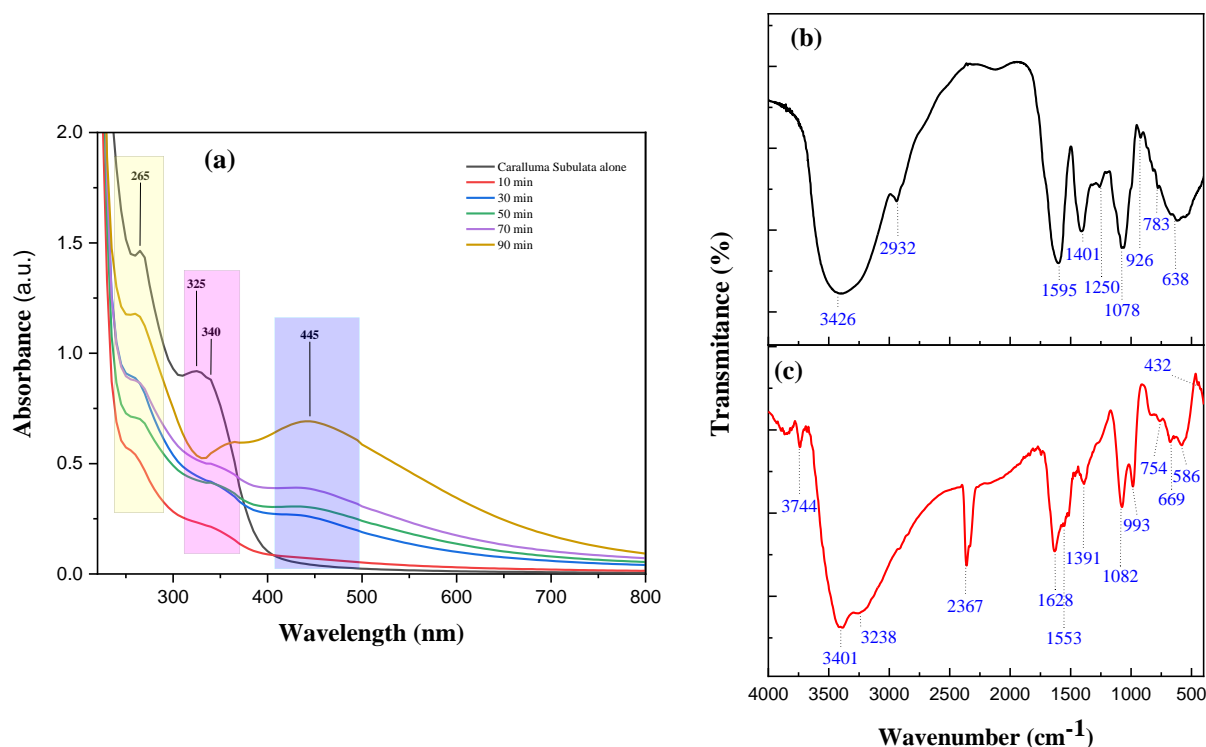 (a)
2.0
1.5
1.0
0.5
0.0
Absorbance (a.u.)
265
325
340
445
Caralluma Subulata alone
10 min
30 min
50 min
70 min
90 min
300 400 500 600 700 800
Wavelength (nm)
(b)
3426
2932
1595
1401
1250
1078
926
783
638
Transmitance (%)
(c)
3744
3401
3238
2367
1628
1553
1391
1082
993
754
669
586
432
4000 3500 3000 2500 2000 1500 1000 500
Wavenumber (cm⁻¹)